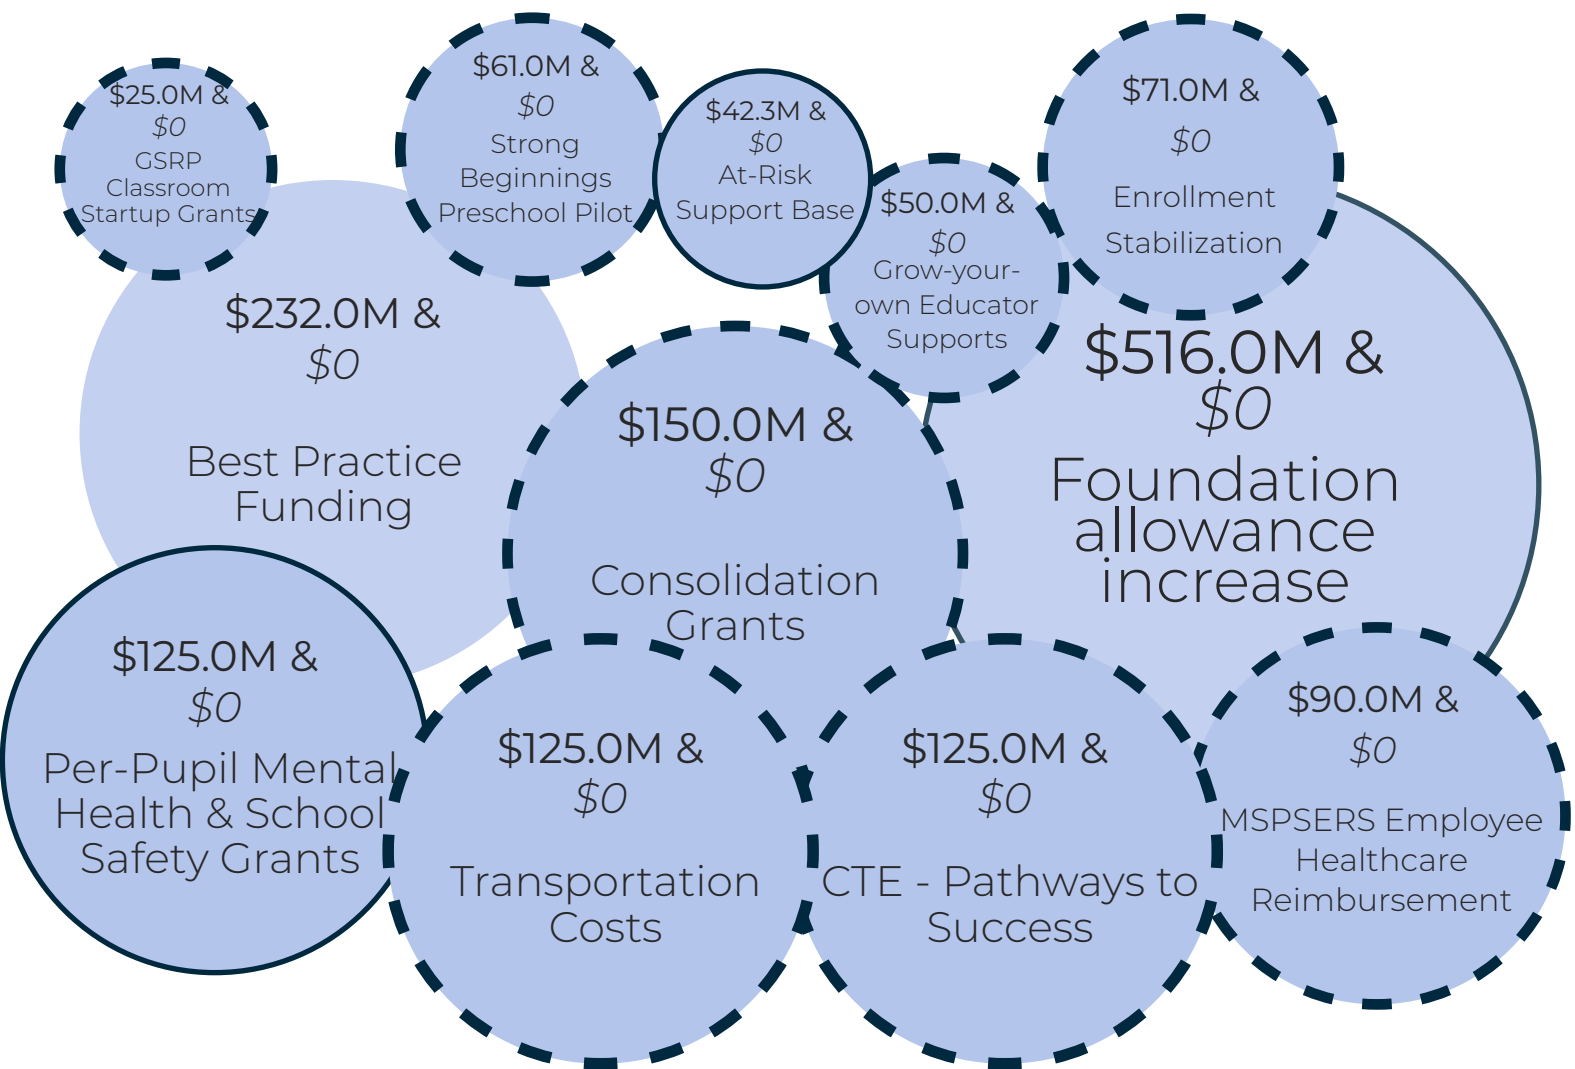 $25.0M &
$0
GSRP
Classroom
Startup Grants
$61.0M &
$0
Strong
Beginnings
Preschool Pilot
$42.3M &
$0
At-Risk
Support Base
$50.0M &
$0
Grow-your-
own Educator
Supports
$71.0M &
$0
Enrollment
Stabilization
$232.0M &
$0
Best Practice
Funding
$150.0M &
$0
Consolidation
Grants
$516.0M &
$0
Foundation
allowance
increase
$125.0M &
$0
Per-Pupil Mental
Health & School
Safety Grants
$125.0M &
$0
Transportation
Costs
$125.0M &
$0
CTE - Pathways to
Success
$90.0M &
$0
MSPSERS Employee
Healthcare
Reimbursement